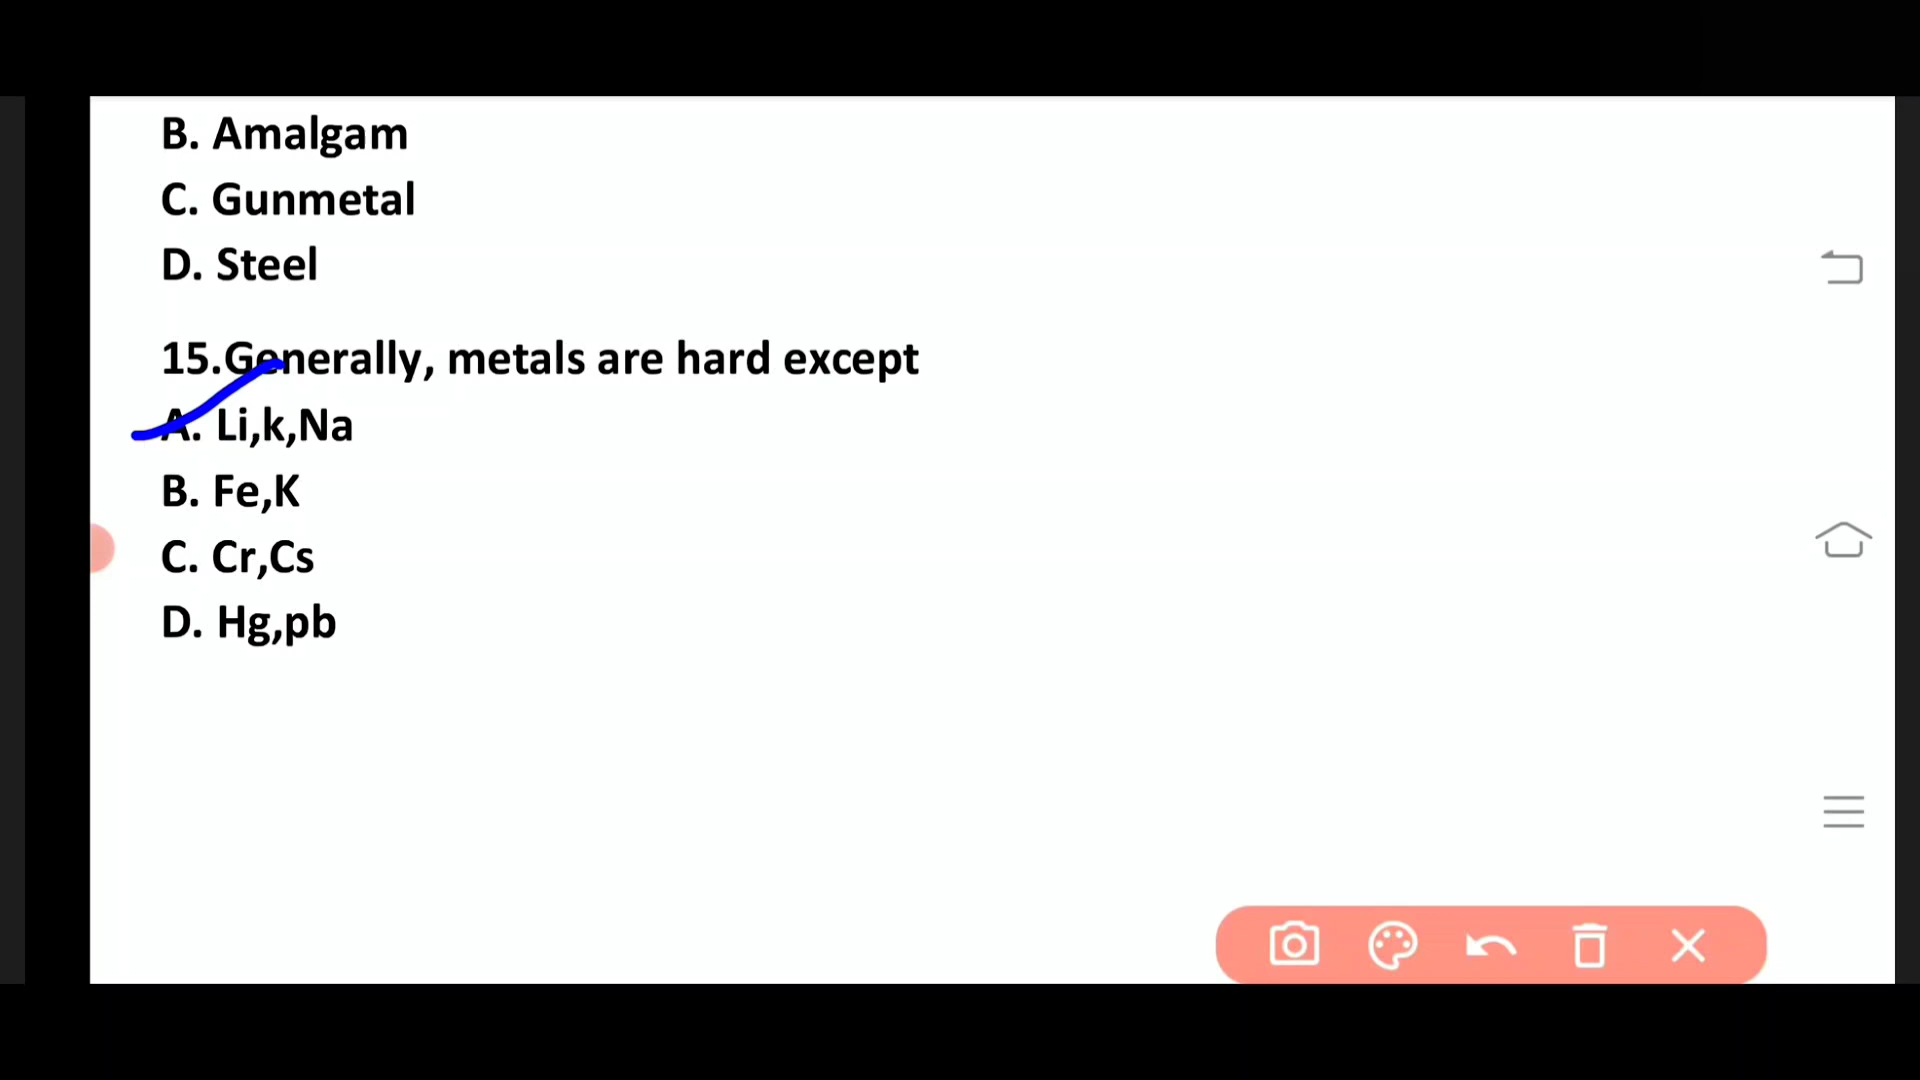 B. Amalgam
C. Gunmetal
D. Steel
15.Generally, metals are hard except
A. Li,k,Na
B. Fe,K
C. Cr,Cs
D. Hg,pb